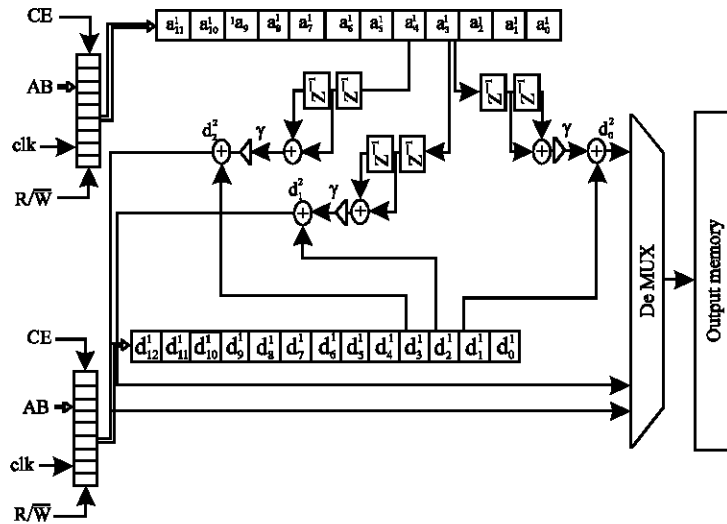 CE
AB
clk
R/W̅
a¹₁₁ a¹₁₀ ¹a₉ a¹₈ a¹₇ a¹₆ a¹₅ a¹₄ a¹₃ a¹₂ a¹₁ a¹₀
Z⁻¹ Z⁻¹
Z⁻¹ Z⁻¹
d²₂ γ
γ d²₀
Z⁻¹ Z⁻¹
d²₁ γ
+ + + + + +
De MUX
Output memory
CE
AB
clk
R/W̅
d¹₁₂ d¹₁₁ d¹₁₀ d¹₉ d¹₈ d¹₇ d¹₆ d¹₅ d¹₄ d¹₃ d¹₂ d¹₁ d¹₀